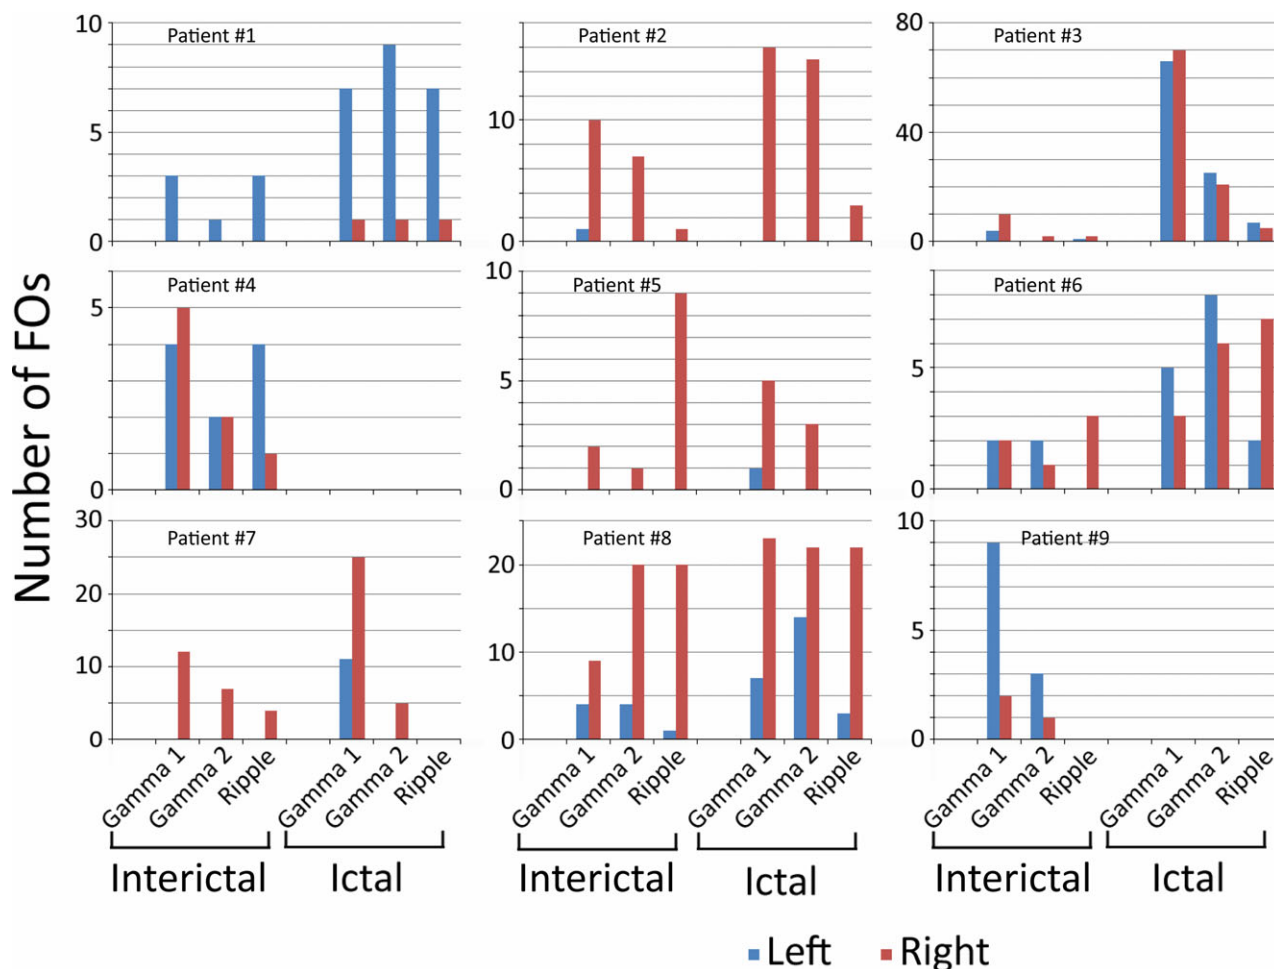 Number of FOs
10
5
0
Patient #1
10
0
Patient #2
80
40
0
Patient #3
5
0
Patient #4
10
5
0
Patient #5
5
0
Patient #6
30
20
10
0
Patient #7
Gamma 1
Gamma 2
Ripple
Gamma 1
Gamma 2
Ripple
Interictal
Ictal
20
10
0
Patient #8
Gamma 1
Gamma 2
Ripple
Gamma 1
Gamma 2
Ripple
Interictal
Ictal
10
5
0
Patient #9
Gamma 1
Gamma 2
Ripple
Gamma 1
Gamma 2
Ripple
Interictal
Ictal
Left
Right